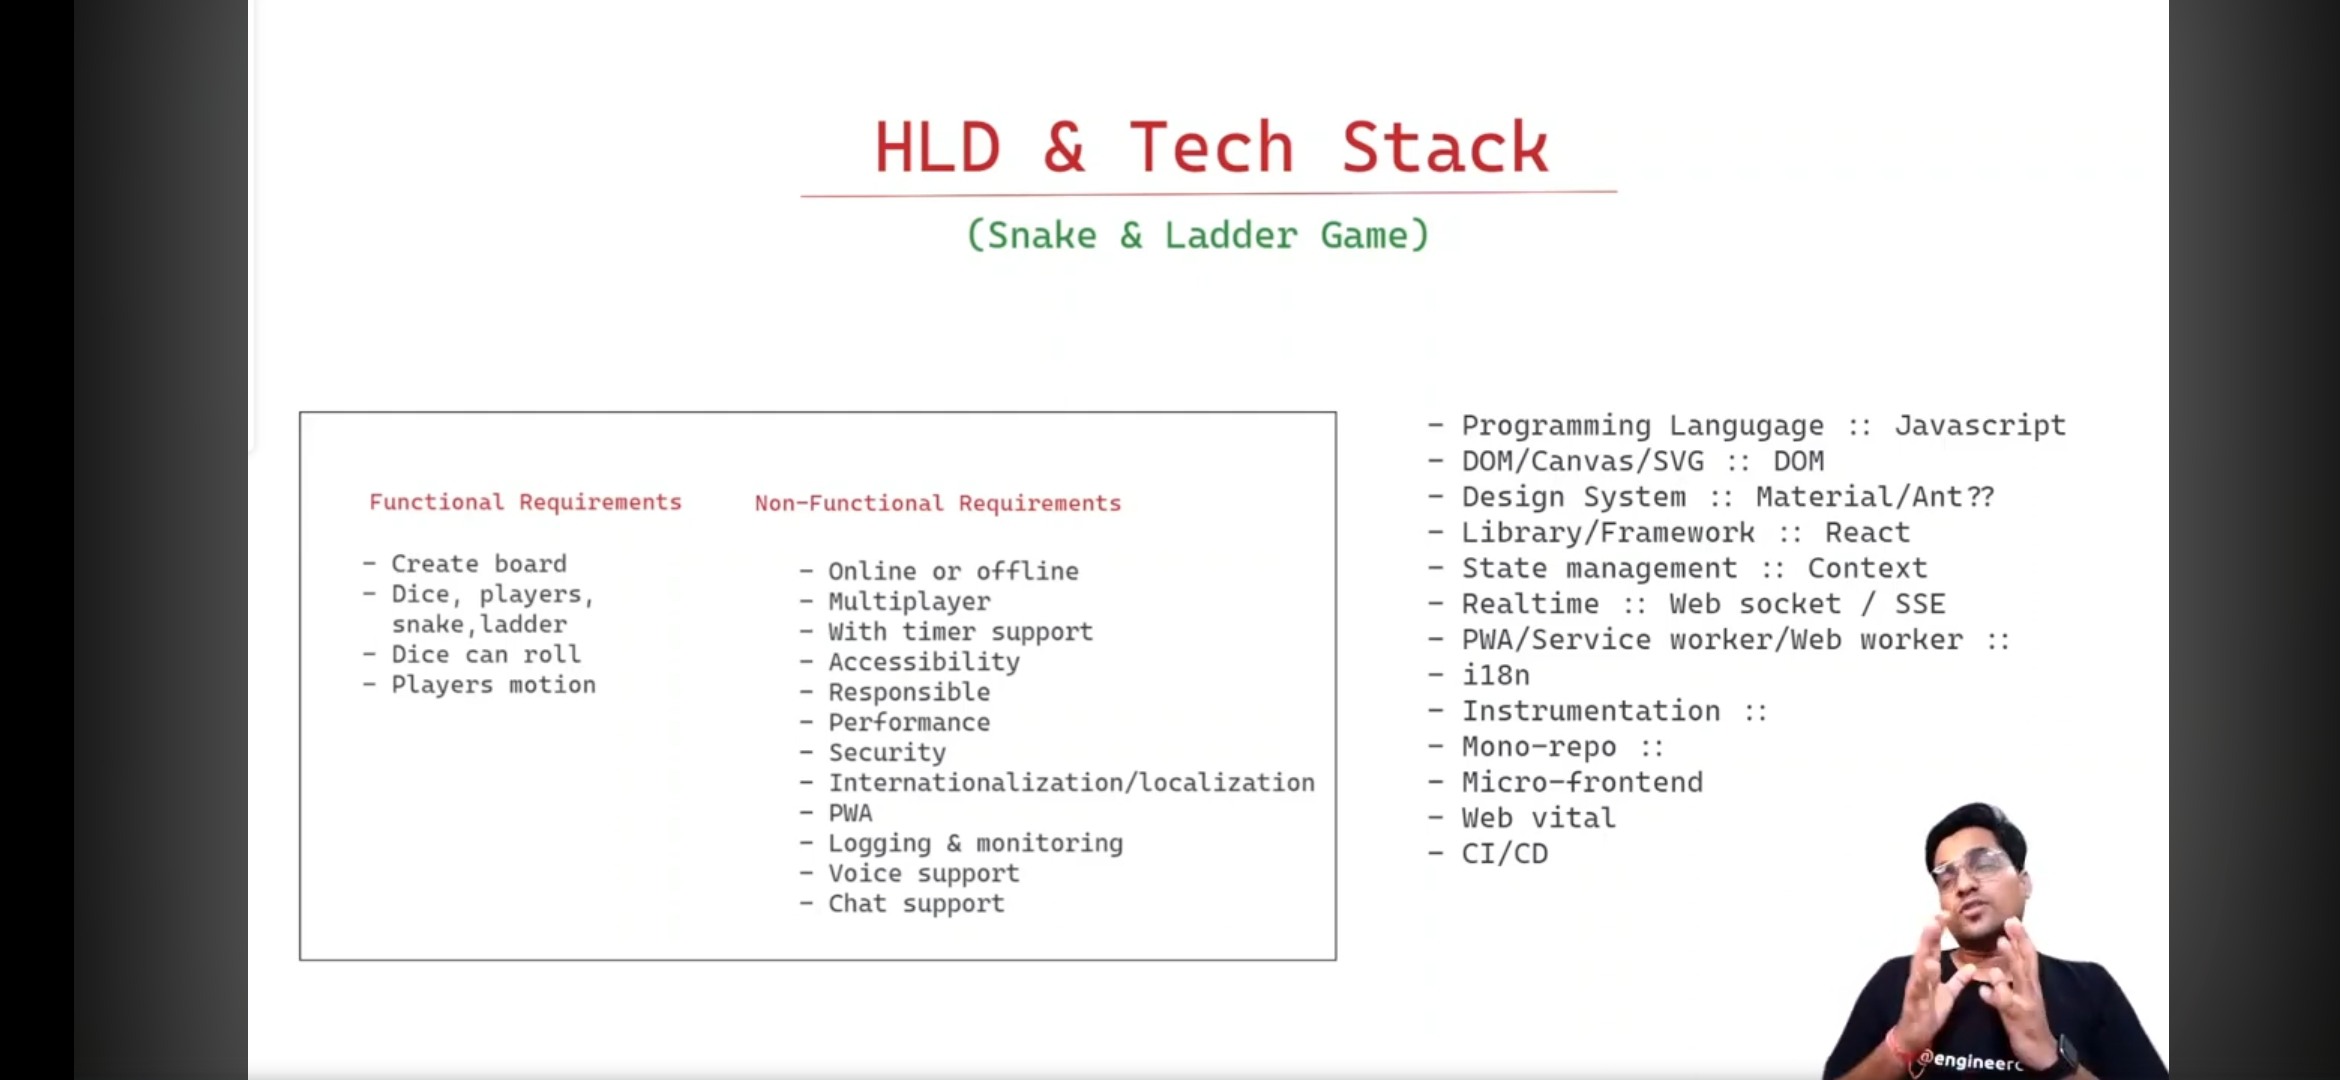 HLD & Tech Stack
(Snake & Ladder Game)
Functional Requirements
- Create board
- Dice, players,
snake,ladder
- Dice can roll
- Players motion
Non-Functional Requirements
- Online or offline
- Multiplayer
- With timer support
- Accessibility
- Responsible
- Performance
- Security
- Internationalization/localization
- PWA
- Logging & monitoring
- Voice support
- Chat support
- Programming Langugage :: Javascript
- DOM/Canvas/SVG :: DOM
- Design System :: Material/Ant??
- Library/Framework :: React
- State management :: Context
- Realtime :: Web socket / SSE
- PWA/Service worker/Web worker ::
- i18n
- Instrumentation ::
- Mono-repo ::
- Micro-frontend
- Web vital
- CI/CD